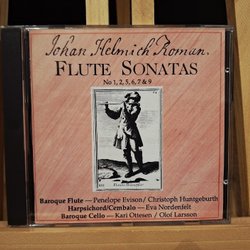 Johan Helmich Roman.
FLUTE SONATAS
No 1, 2, 5, 6, 7 & 9
Baroque Flute — Penelope Evison / Christoph Huntgeburth
Harpsichord/Cembalo — Eva Nordenfelt
Baroque Cello — Kari Ottesen / Olof Larsson